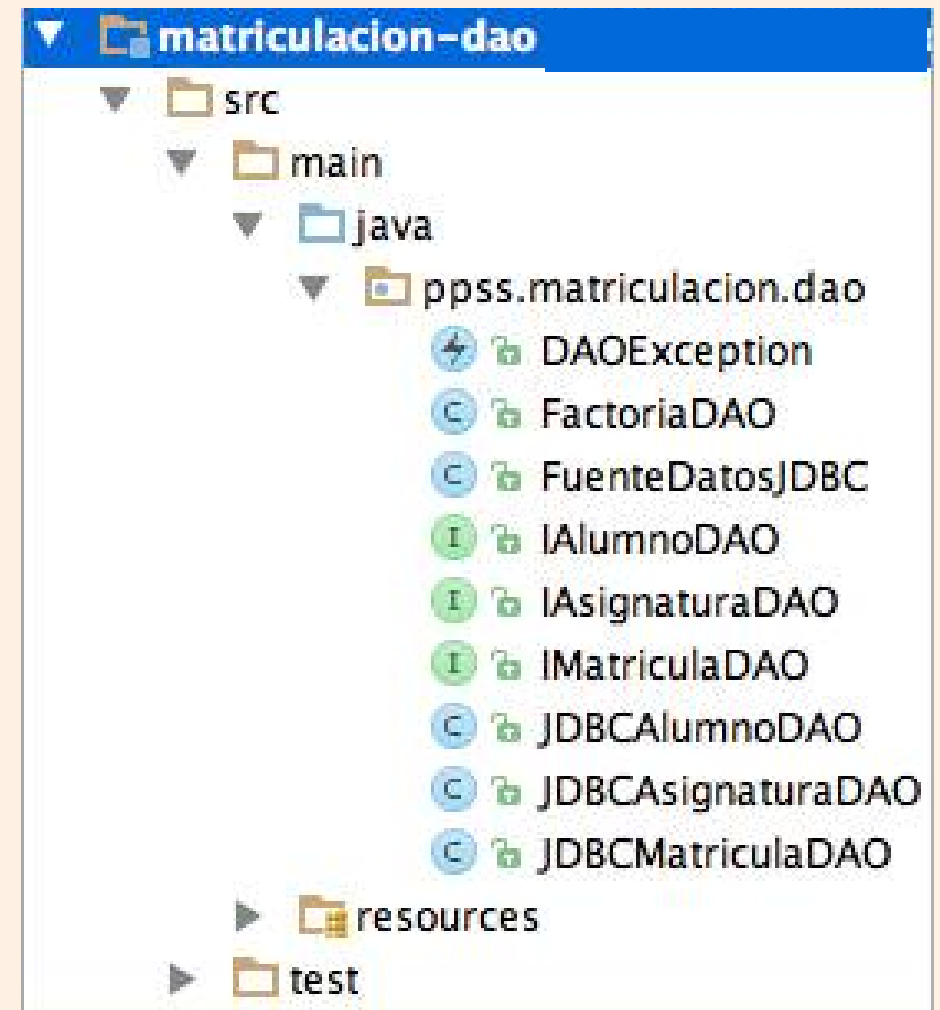 matriculacion-dao
src
main
java
ppss.matriculacion.dao
DAOException
FactoriaDAO
FuenteDatosJDBC
IAlumnoDAO
IAsignaturaDAO
IMatriculaDAO
JDBCAlumnoDAO
JDBCAsignaturaDAO
JDBCMatriculaDAO
resources
test